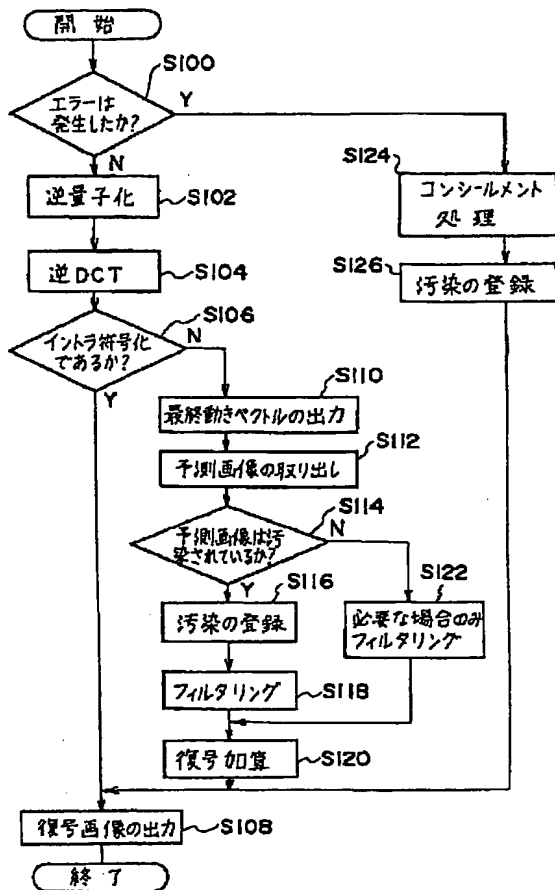 開始
S100
エラーは
発生したか?
Y
N
逆量子化
S102
逆DCT
S104
S106
イントラ符号化
であるか?
N
Y
S110
最終動きベクトルの出力
S112
予測画像の取り出し
S114
予測画像は汚
染されているか?
N
Y
S116
汚染の登録
S122
必要な場合のみ
フィルタリング
フィルタリング
S118
復号加算
S120
S124
コンシールメント
処理
S126
汚染の登録
復号画像の出力
S108
終了